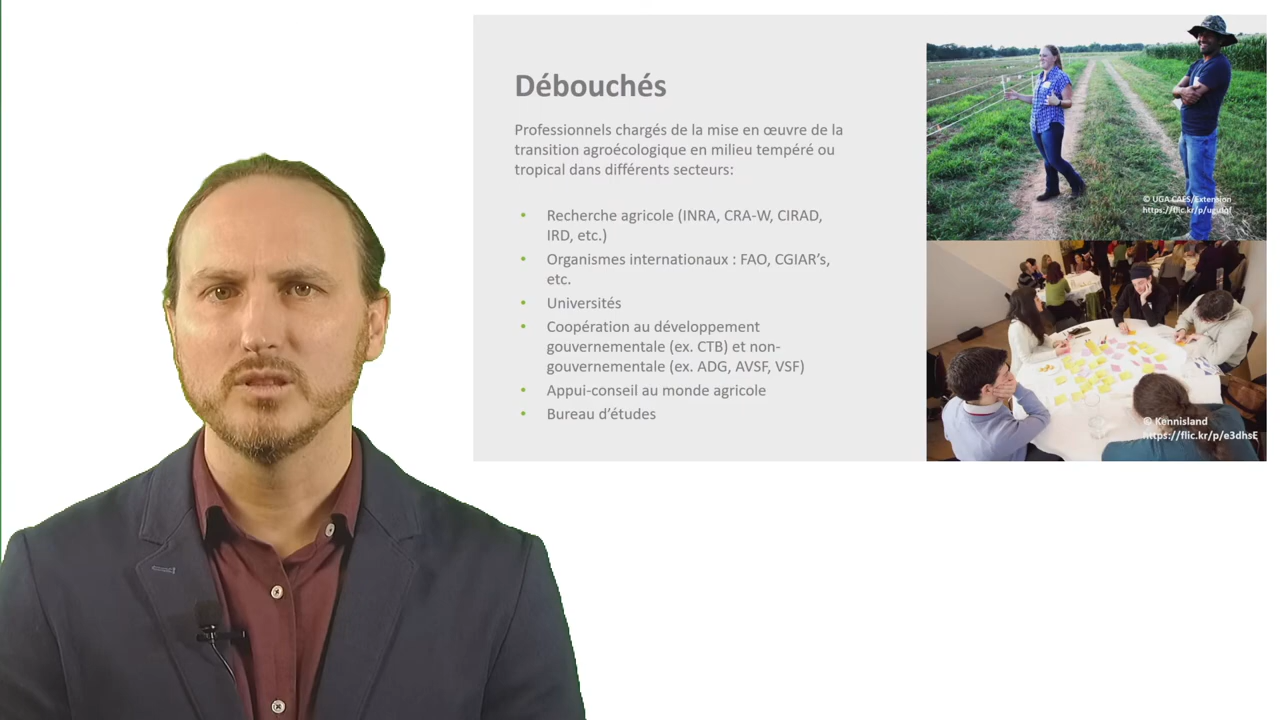 Débouchés
Professionnels chargés de la mise en œuvre de la
transition agroécologique en milieu tempéré ou
tropical dans différents secteurs:
• Recherche agricole (INRA, CRA-W, CIRAD,
IRD, etc.)
• Organismes internationaux : FAO, CGIAR’s,
etc.
• Universités
• Coopération au développement
gouvernementale (ex. CTB) et non-
gouvernementale (ex. ADG, AVSF, VSF)
• Appui-conseil au monde agricole
• Bureau d’études
© UGA CAES/Extension
© Kennisland
https://flic.kr/p/e3dhsE